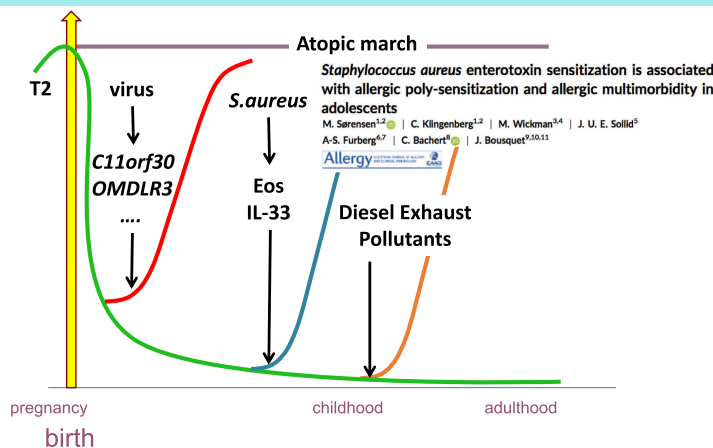 Atopic march
T2
virus
C11orf30
OMDLR3
....
S.aureus
Eos
IL-33
Staphylococcus aureus enterotoxin sensitization is associated
with allergic poly-sensitization and allergic multimorbidity in
adolescents
M. Sørensen1,2 | C. Klingenberg1,2 | M. Wickman3,4 | J. U. E. Sollid5
A-S. Furberg6,7 | C. Bachert8 | J. Bousquet9,10,11
Allergy
EAACI
Diesel Exhaust
Pollutants
pregnancy
birth
childhood
adulthood